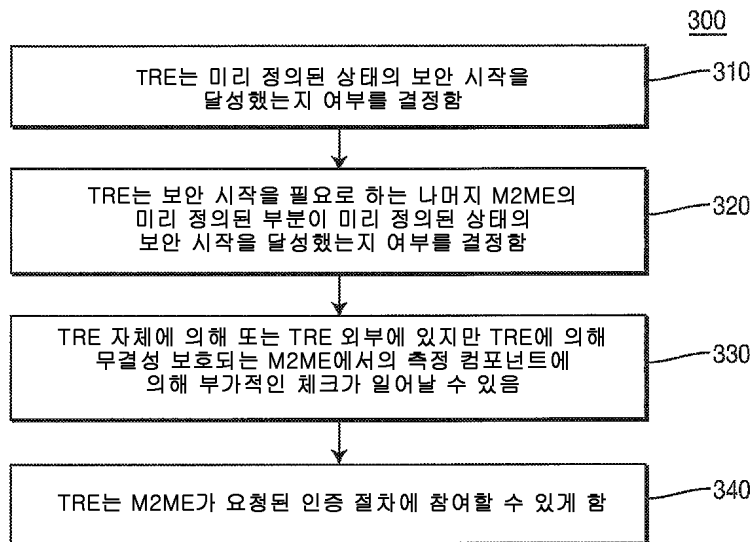 300
TRE는 미리 정의된 상태의 보안 시작을
달성했는지 여부를 결정함
310
TRE는 보안 시작을 필요로 하는 나머지 M2ME의
미리 정의된 부분이 미리 정의된 상태의
보안 시작을 달성했는지 여부를 결정함
320
TRE 자체에 의해 또는 TRE 외부에 있지만 TRE에 의해
무결성 보호되는 M2ME에서의 측정 컴포넌트에
의해 부가적인 체크가 일어날 수 있음
330
TRE는 M2ME가 요청된 인증 절차에 참여할 수 있게 함
340